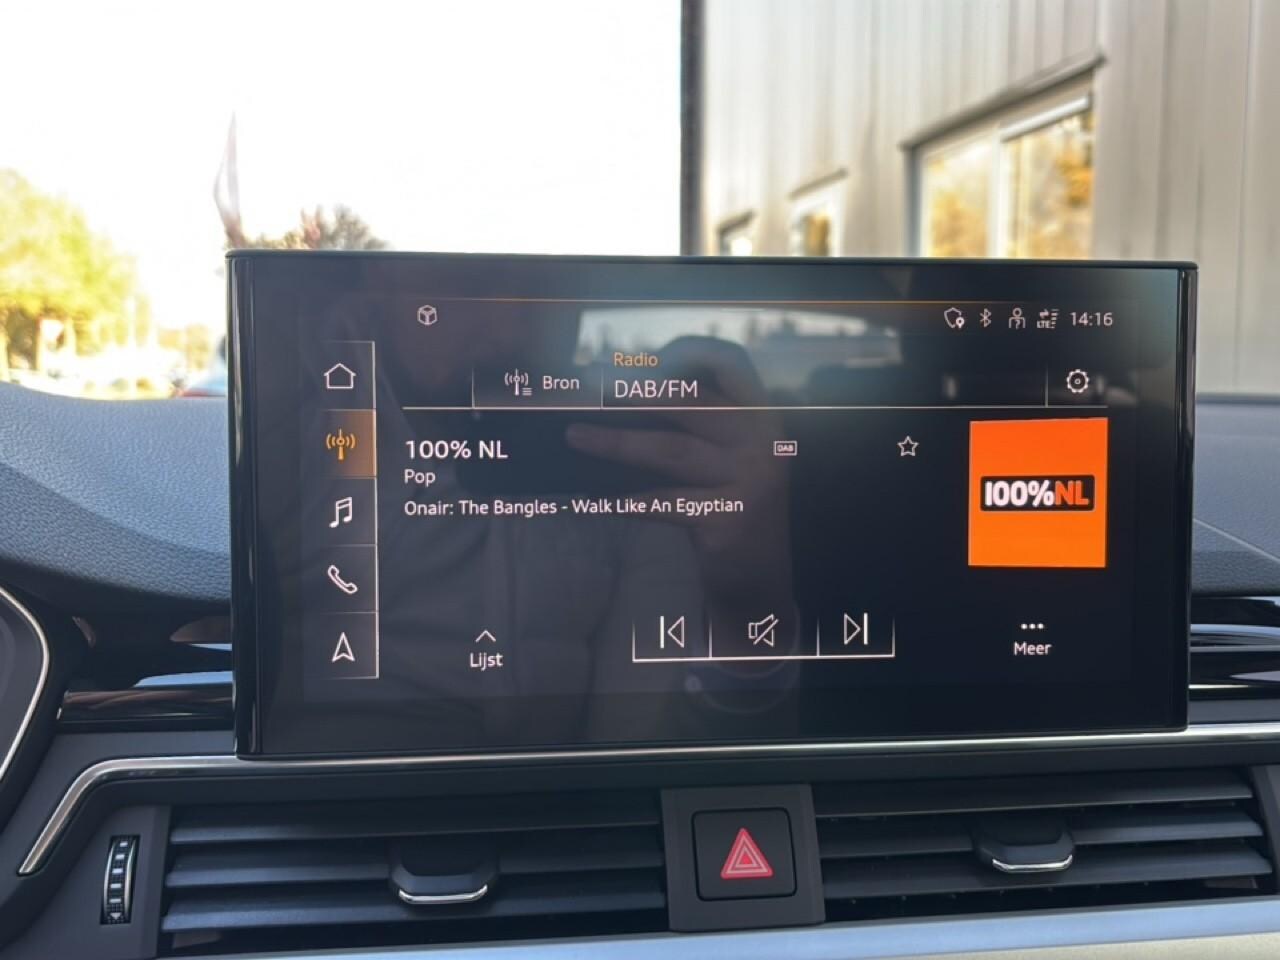 LTE 14:16
Radio
Bron DAB/FM
100% NL
DAB
Pop
Onair: The Bangles - Walk Like An Egyptian
100%NL
Lijst
Meer